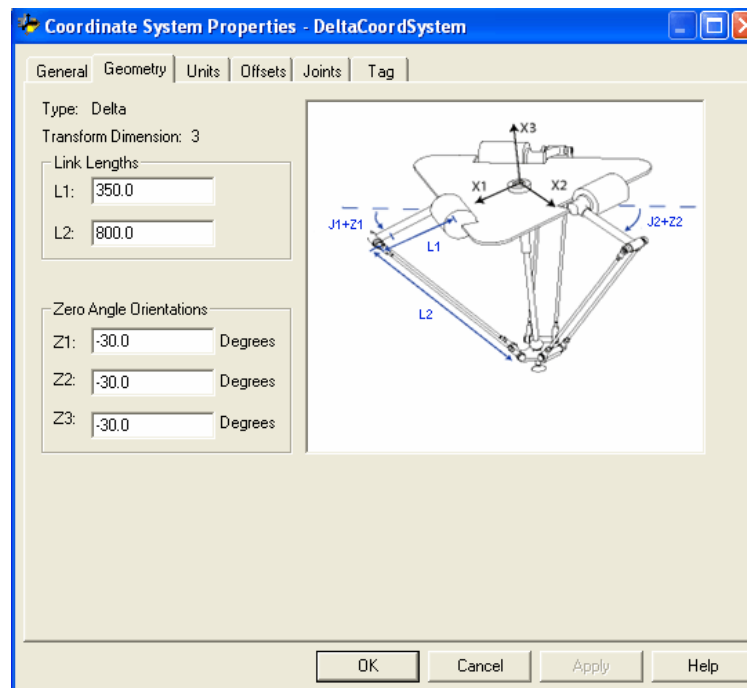 Coordinate System Properties - DeltaCoordSystem
General Geometry Units Offsets Joints Tag
Type: Delta
Transform Dimension: 3
Link Lengths
L1: 350.0
L2: 800.0
Zero Angle Orientations
Z1: -30.0 Degrees
Z2: -30.0 Degrees
Z3: -30.0 Degrees
X3
X1 X2
J1+Z1 J2+Z2
L1
L2
OK Cancel Apply Help